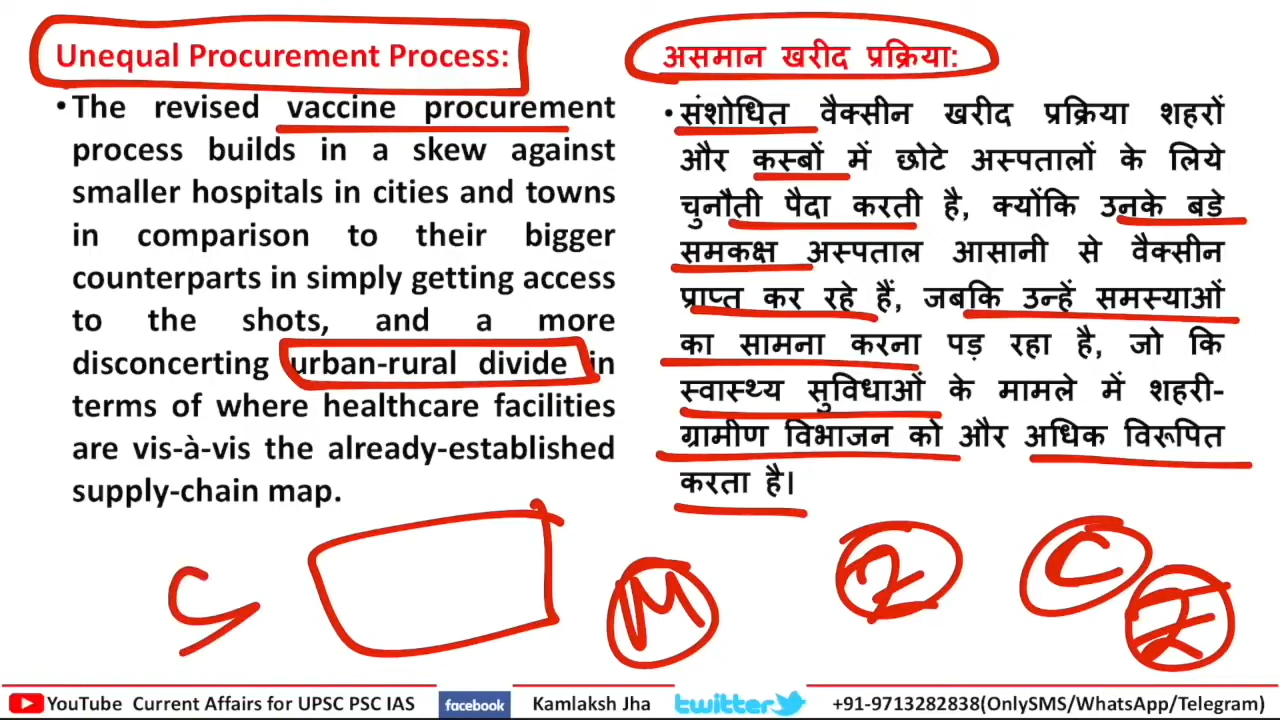 Unequal Procurement Process:
•The revised vaccine procurement
process builds in a skew against
smaller hospitals in cities and towns
in comparison to their bigger
counterparts in simply getting access
to the shots, and a more
disconcerting urban-rural divide in
terms of where healthcare facilities
are vis-à-vis the already-established
supply-chain map.
असमान खरीद प्रक्रिया:
•संशोधित वैक्सीन खरीद प्रक्रिया शहरों
और कस्बों में छोटे अस्पतालों के लिये
चुनौती पैदा करती है, क्योंकि उनके बडे
समकक्ष अस्पताल आसानी से वैक्सीन
प्राप्त कर रहे हैं, जबकि उन्हें समस्याओं
का सामना करना पड़ रहा है, जो कि
स्वास्थ्य सुविधाओं के मामले में शहरी-
ग्रामीण विभाजन को और अधिक विरूपित
करता है।
M
C
YouTube Current Affairs for UPSC PSC IAS facebook Kamlaksh Jha twitter +91-9713282838(OnlySMS/WhatsApp/Telegram)